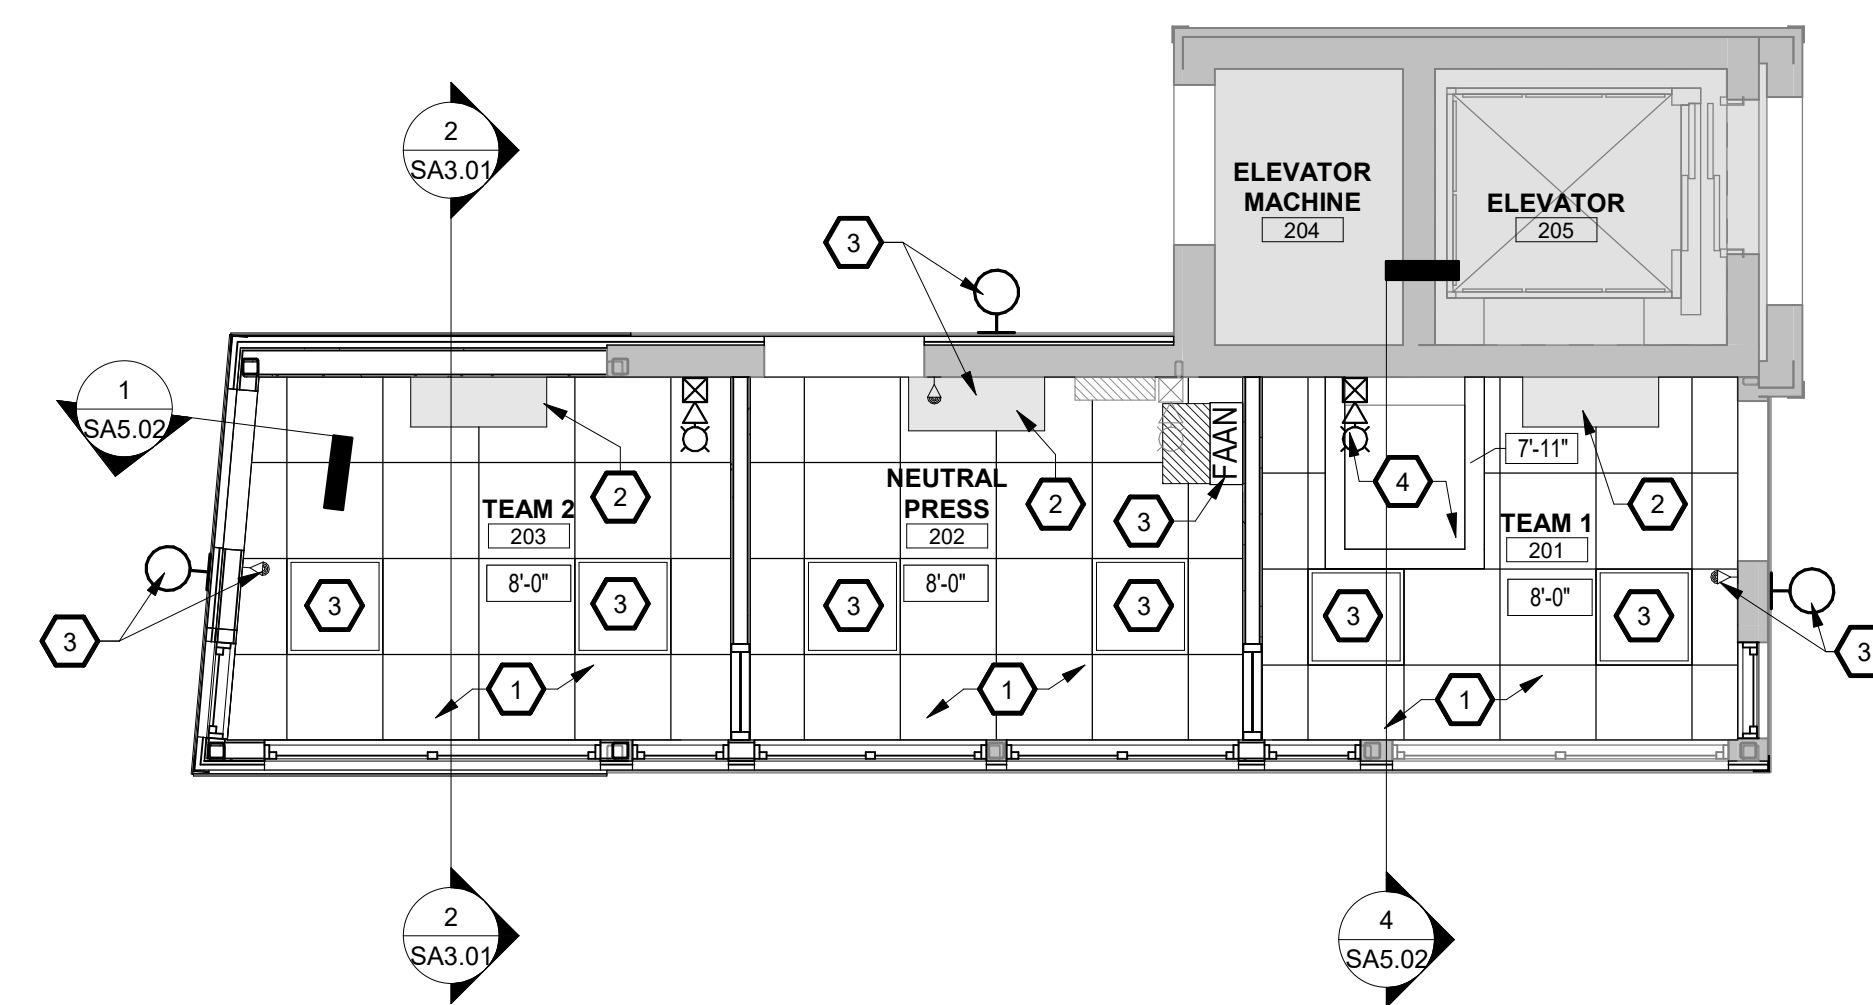 2
SA3.01
ELEVATOR
MACHINE
204
ELEVATOR
205
3
1
SA5.02
FAAN
7'-11"
4
2
2
2
NEUTRAL
PRESS
202
TEAM 2
203
3
TEAM 1
201
8'-0"
8'-0"
8'-0"
3
3
3
3
3
3
3
3
1
1
1
2
SA3.01
4
SA5.02